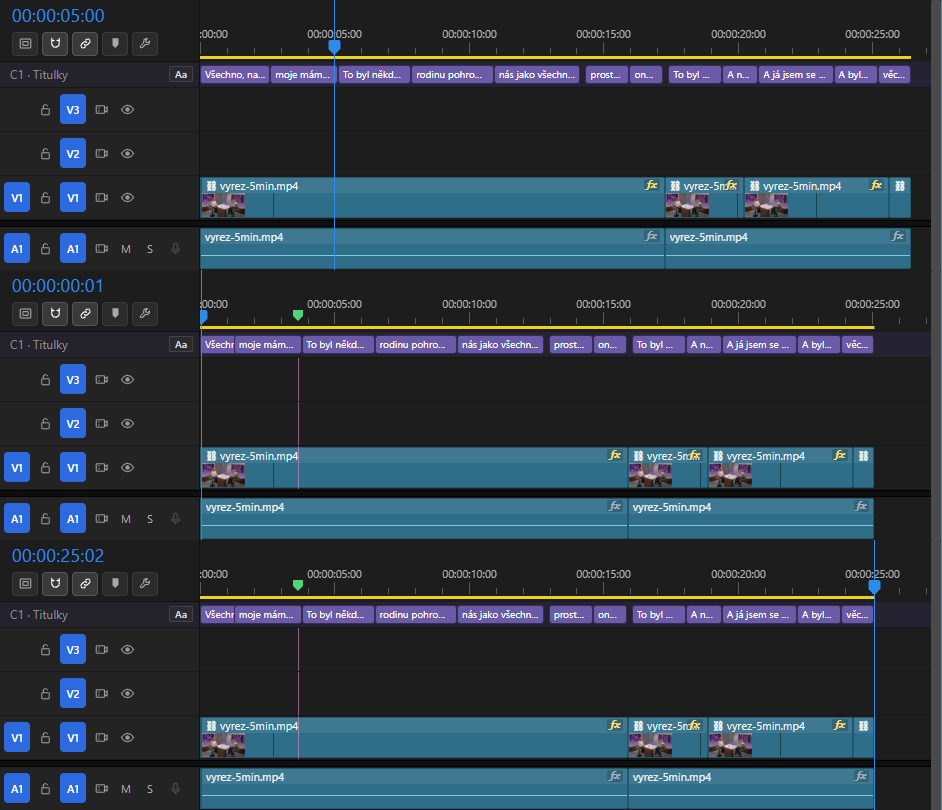 00:00:05:00
:00:00 00:00:05:00 00:00:10:00 00:00:15:00 00:00:20:00 00:00:25:00
C1 · Titulky Aa Všechno, na... moje mám... To byl někd... rodinu pohro... nás jako všechn... prost... on... To byl ... A n... A já jsem se ... A byl... věc...
V3
V2
V1 V1 vyrez-5min.mp4 fx vyrez-5m fx vyrez-5min.mp4 fx
A1 A1 M S vyrez-5min.mp4 fx vyrez-5min.mp4 fx
00:00:00:01
:00:00 00:00:05:00 00:00:10:00 00:00:15:00 00:00:20:00 00:00:25:00
C1 · Titulky Aa Všechn moje mám... To byl někd... rodinu pohro... nás jako všechn... prost... on... To byl ... A n... A já jsem se ... A byl... věc...
V3
V2
V1 V1 vyrez-5min.mp4 fx vyrez-5m fx vyrez-5min.mp4 fx
A1 A1 M S vyrez-5min.mp4 fx vyrez-5min.mp4 fx
00:00:25:02
:00:00 00:00:05:00 00:00:10:00 00:00:15:00 00:00:20:00 00:00:25:00
C1 · Titulky Aa Všechn moje mám... To byl někd... rodinu pohro... nás jako všechn... prost... on... To byl ... A n... A já jsem se ... A byl... věc...
V3
V2
V1 V1 vyrez-5min.mp4 fx vyrez-5m fx vyrez-5min.mp4 fx
A1 A1 M S vyrez-5min.mp4 fx vyrez-5min.mp4 fx